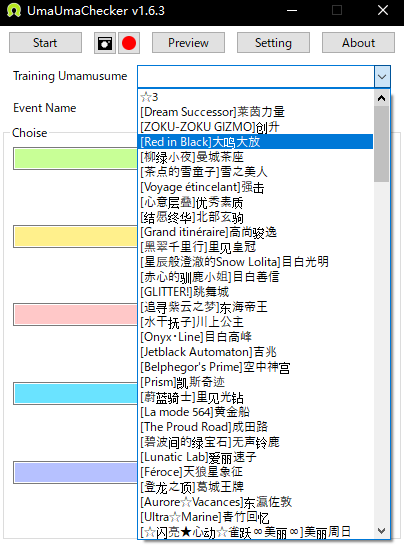 UmaUmaChecker v1.6.3
Start
Preview
Setting
About
Training Umamusume
Event Name
Choise
☆3
[Dream Successor]莱茵力量
[ZOKU-ZOKU GIZMO]创升
[Red in Black]大鸣大放
[柳绿小夜]曼城茶座
[茶点的雪童子]雪之美人
[Voyage étincelant]强击
[心意层叠]优秀素质
[结愿终华]北部玄驹
[Grand itinéraire]高尚骏逸
[黑翠千里行]里见皇冠
[星辰般澄澈的Snow Lolita]目白光明
[赤心的驯鹿小姐]目白善信
[GLITTER!]跳舞城
[追寻紫云之梦]东海帝王
[水干抚子]川上公主
[Onyx･Line]目白高峰
[Jetblack Automaton]吉兆
[Belphegor's Prime]空中神宫
[Prism]凯斯奇迹
[蔚蓝骑士]里见光钻
[La mode 564]黄金船
[The Proud Road]成田路
[碧波间的绿宝石]无声铃鹿
[Lunatic Lab]爱丽速子
[Féroce]天狼星象征
[登龙之顶]葛城王牌
[Aurore☆Vacances]东瀛佐敦
[Ultra☆Marine]青竹回忆
[☆闪亮★心动☆雀跃∞美丽∞]美丽周日